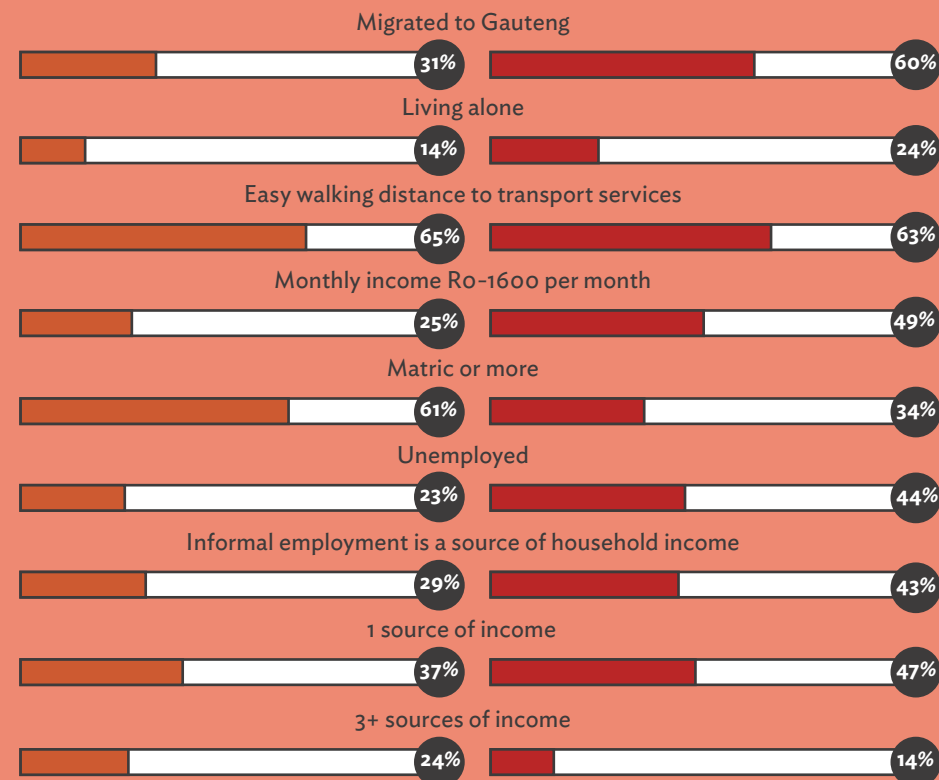 Migrated to Gauteng
31% 60%
Living alone
14% 24%
Easy walking distance to transport services
65% 63%
Monthly income R0-1600 per month
25% 49%
Matric or more
61% 34%
Unemployed
23% 44%
Informal employment is a source of household income
29% 43%
1 source of income
37% 47%
3+ sources of income
24% 14%